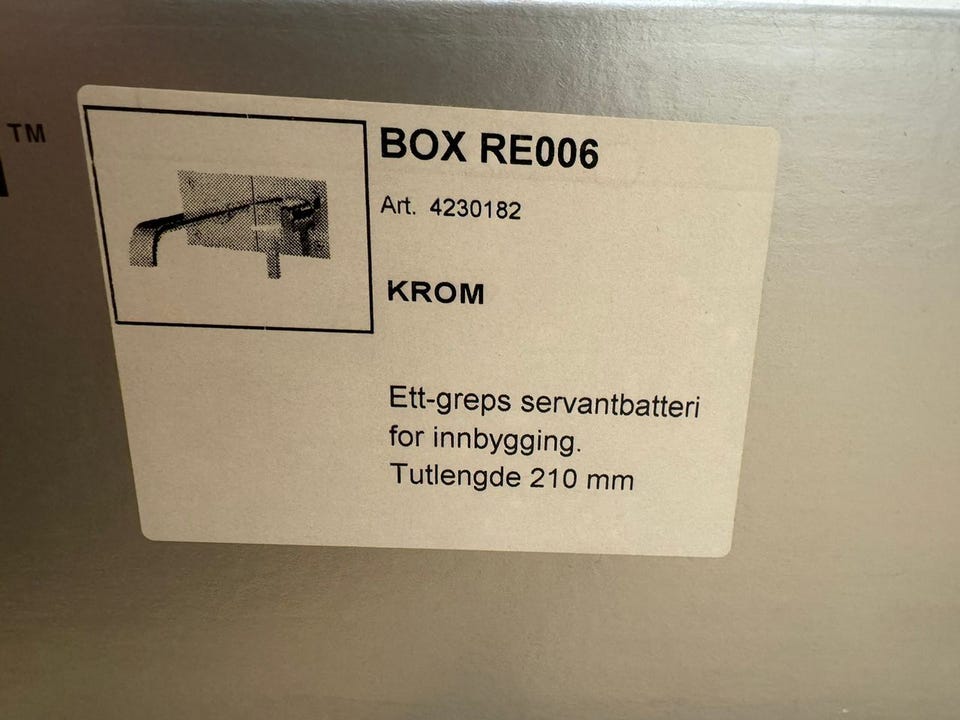 TM
BOX RE006
Art. 4230182
KROM
Ett-greps servantbatteri
for innbygging.
Tutlengde 210 mm